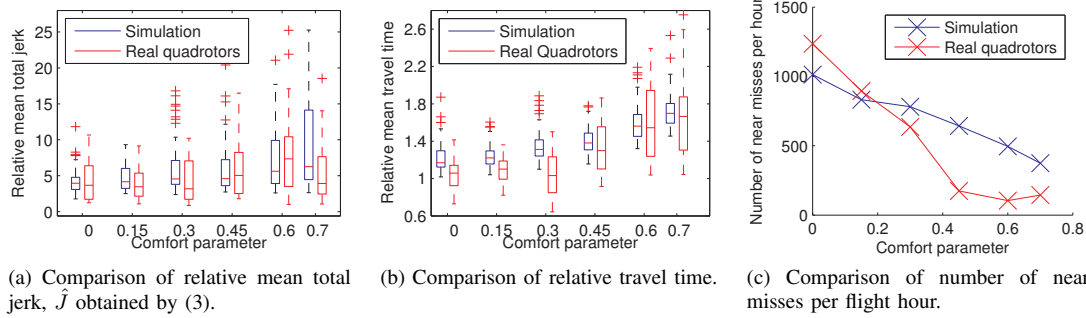 Relative mean total jerk
25
20
15
10
5
0
Simulation
Real quadrotors
0 0.15 0.3 0.45 0.6 0.7
Comfort parameter
(a) Comparison of relative mean total
jerk, Ĵ obtained by (3).
Relative mean travel time
2.6
2.2
1.8
1.4
1
0.6
Simulation
Real Quadrotors
0 0.15 0.3 0.45 0.6 0.7
Comfort parameter
(b) Comparison of relative travel time.
Number of near misses per hour
1500
1000
500
0
Simulation
Real quadrotors
0 0.2 0.4 0.6 0.8
Comfort parameter
(c) Comparison of number of near
misses per flight hour.